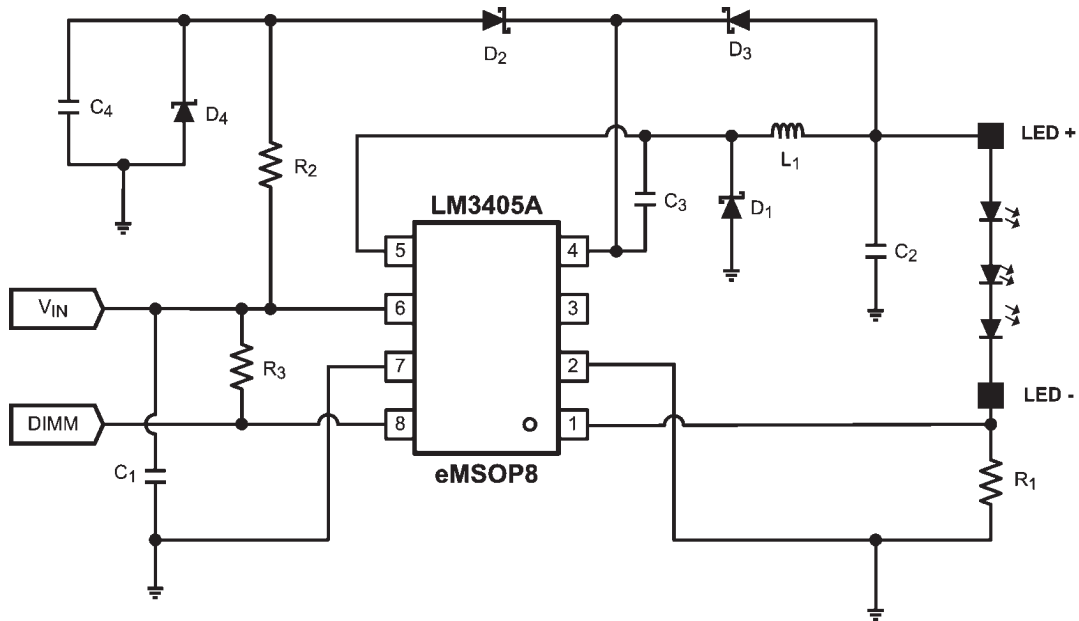 D2
D3
C4
D4
LED +
R2
L1
C3
D1
LM3405A
C2
5
4
VIN
6
3
R3
7
2
LED -
DIMM
8
1
C1
eMSOP8
R1